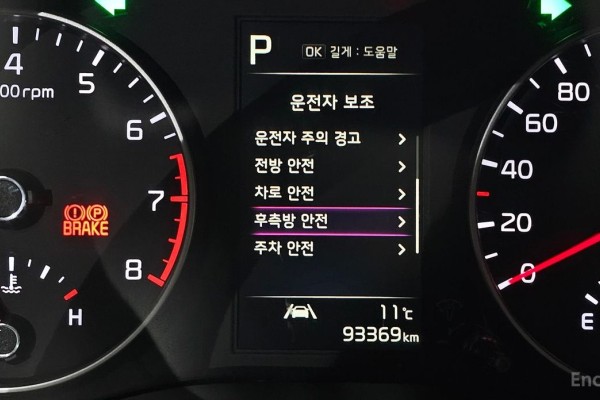 P OK 길게 : 도움말
운전자 보조
운전자 주의 경고
전방 안전
차로 안전
후측방 안전
주차 안전
11℃
93369km
4
5
6
7
8
00rpm
(!) (P)
BRAKE
H
80
60
40
20
0
E
Enc